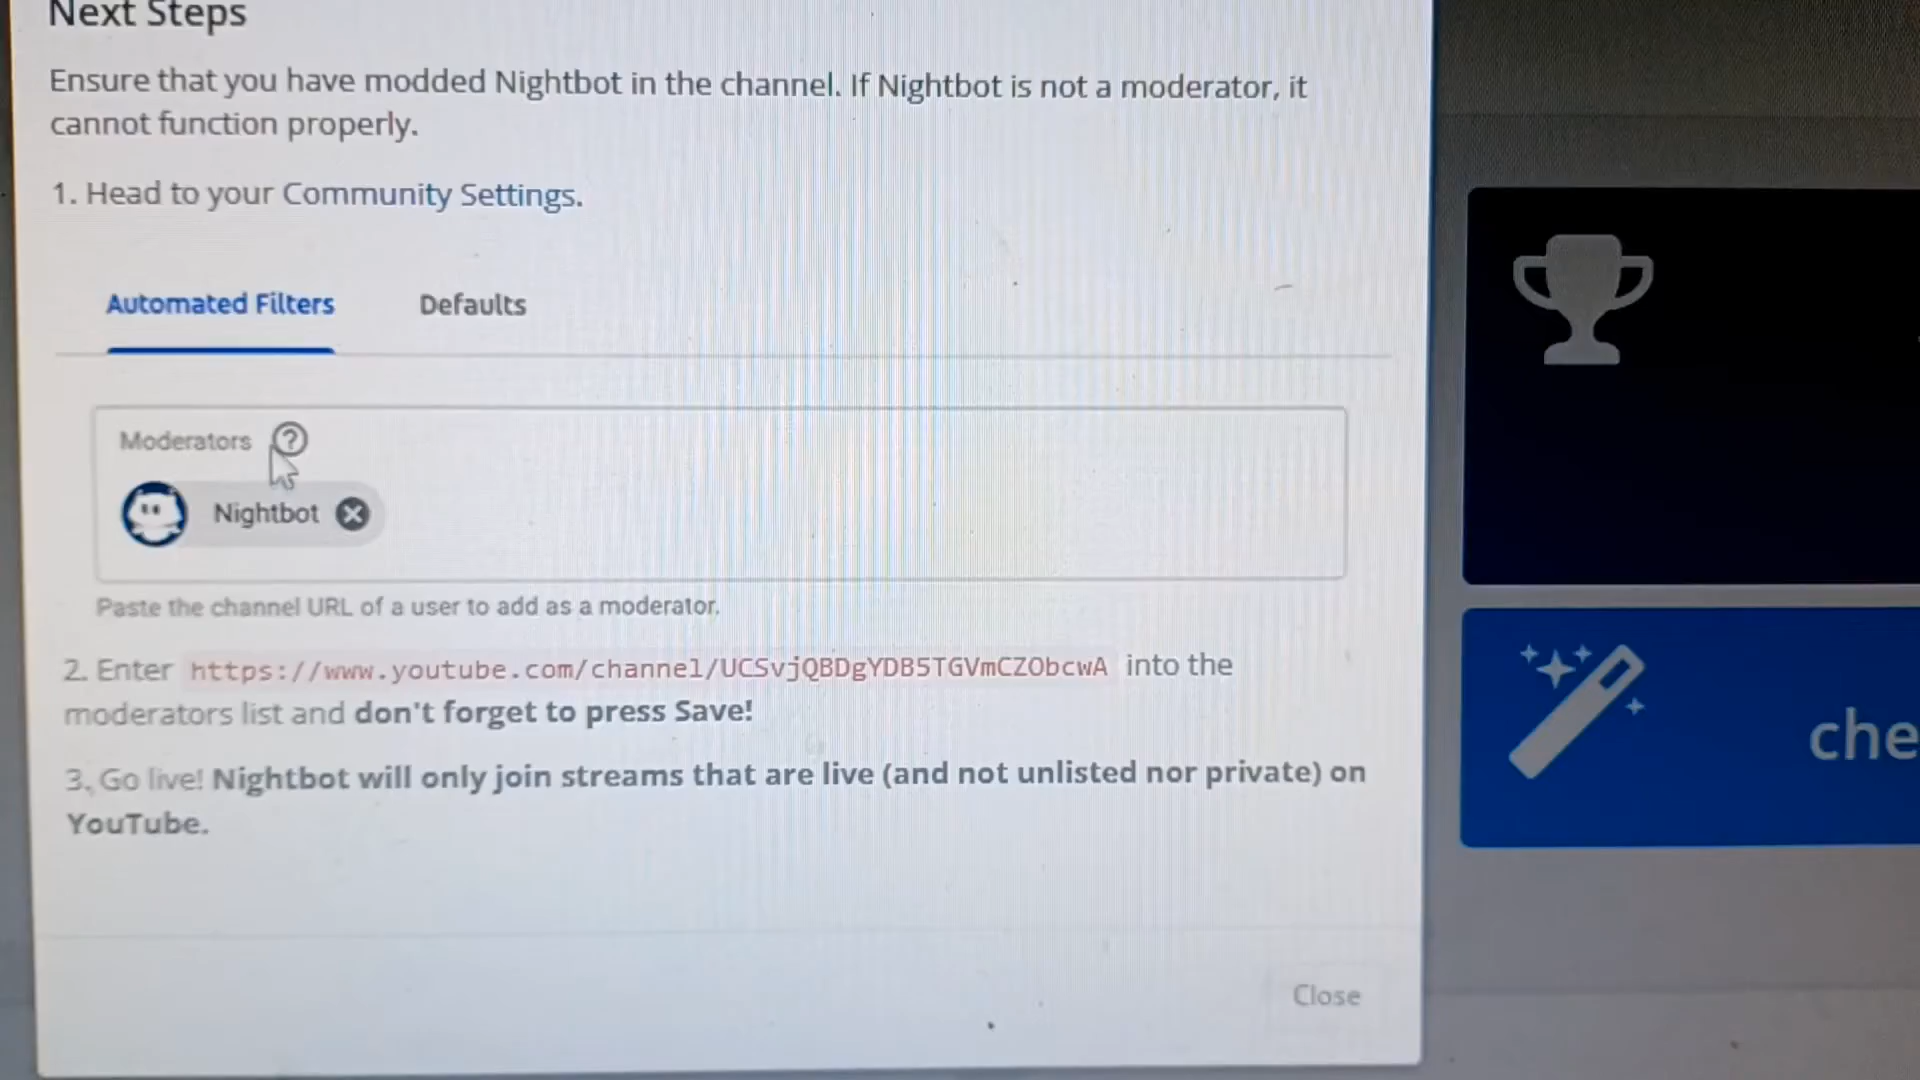 Next Steps
Ensure that you have modded Nightbot in the channel. If Nightbot is not a moderator, it
cannot function properly.
1. Head to your Community Settings.
Automated Filters Defaults
Moderators ?
Nightbot
Paste the channel URL of a user to add as a moderator.
2. Enter https://www.youtube.com/channel/UCSvjQBDgYDB5TGVmCZObcwA into the
moderators list and don't forget to press Save!
3. Go live! Nightbot will only join streams that are live (and not unlisted nor private) on
YouTube.
Close
che